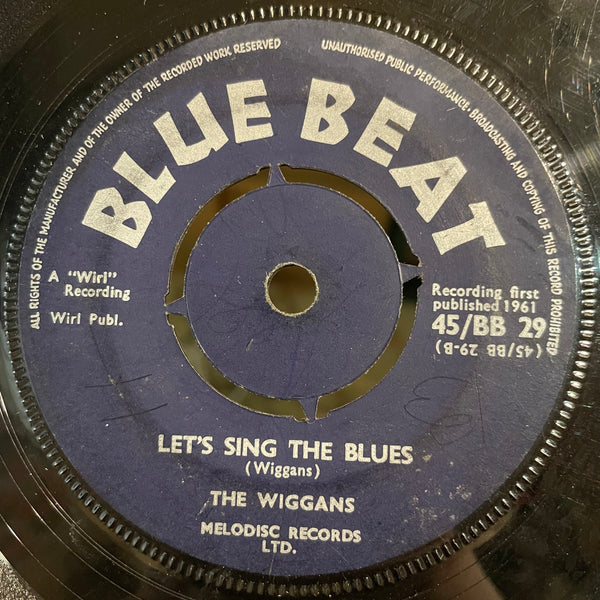 ALL RIGHTS OF THE MANUFACTURER AND OF THE OWNER OF THE RECORDED WORK RESERVED
UNAUTHORISED PUBLIC PERFORMANCE, BROADCASTING AND COPYING OF THIS RECORD PROHIBITED
BLUE BEAT
A "Wirl"
Recording
Wirl Publ.
Recording first
published 1961
45/BB 29
(45/BB 29-B)
LET'S SING THE BLUES
(Wiggans)
THE WIGGANS
MELODISC RECORDS
LTD.